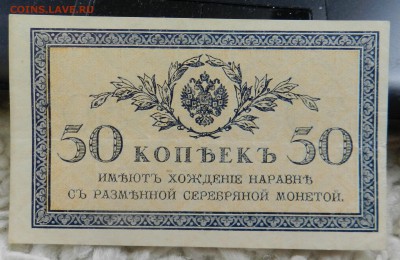 COINS.LAVE.RU
50 КОПѢЕКЪ 50
ИМѢЮТЪ ХОЖДЕНІЕ НАРАВНѢ
СЪ РАЗМѢННОЙ СЕРЕБРЯНОЙ МОНЕТОЙ.